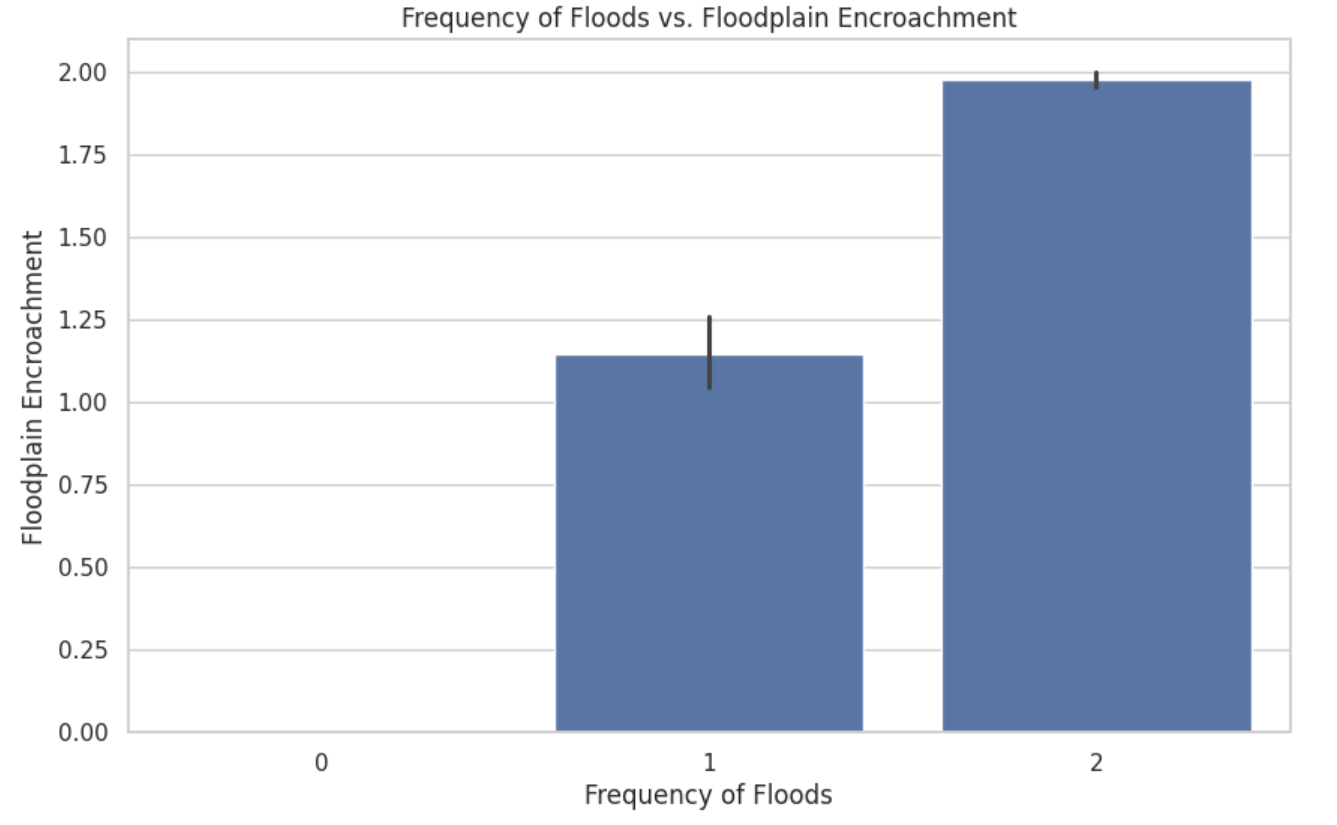 Frequency of Floods vs. Floodplain Encroachment
Floodplain Encroachment
2.00
1.75
1.50
1.25
1.00
0.75
0.50
0.25
0.00
0 1 2
Frequency of Floods